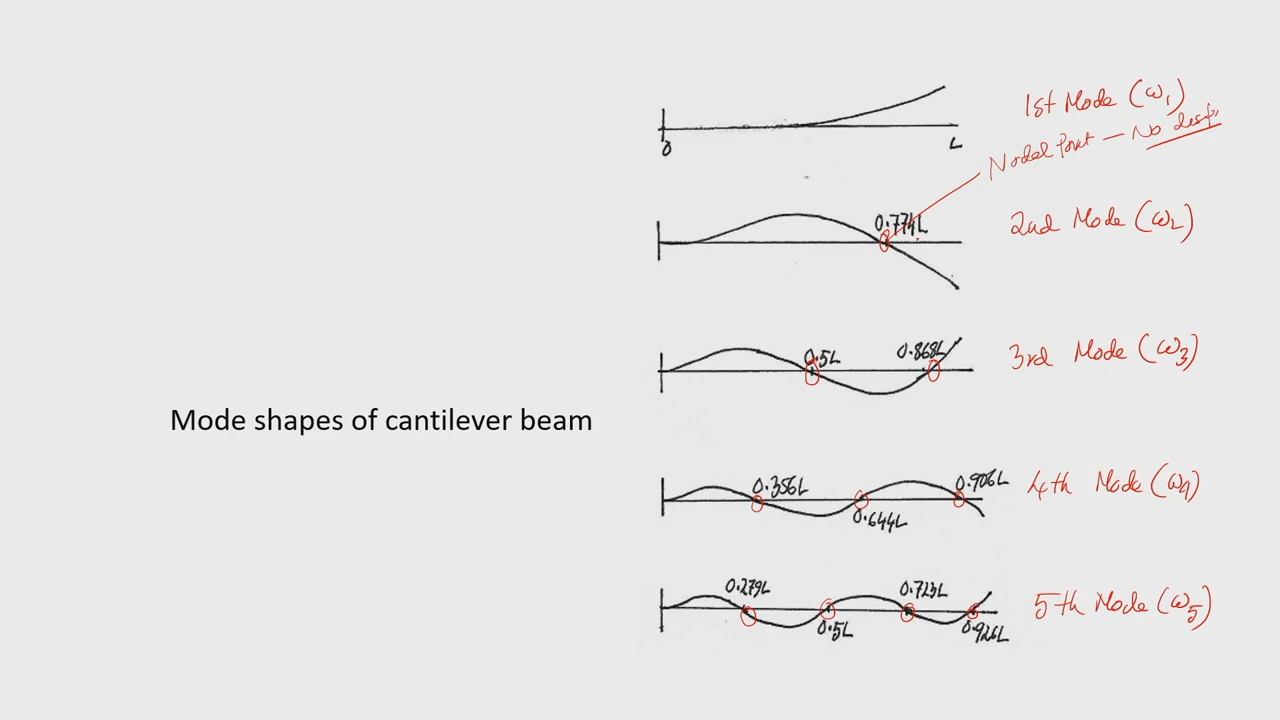 1st Mode (ω₁)
0
L
Nodal Point — No disp.
0.774L
2nd Mode (ω₂)
0.5L
0.868L
3rd Mode (ω₃)
Mode shapes of cantilever beam
0.356L
0.906L
4th Mode (ω₄)
0.644L
0.279L
0.723L
5th Mode (ω₅)
0.5L
0.926L